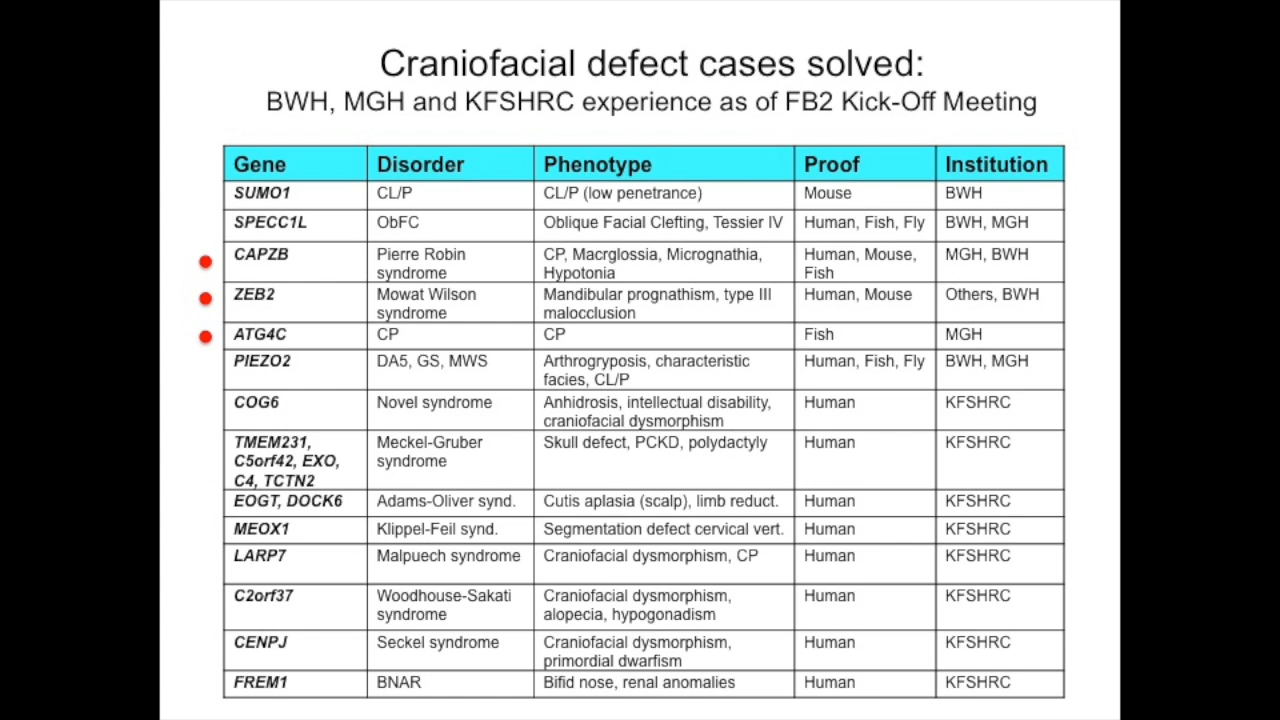 Craniofacial defect cases solved:
BWH, MGH and KFSHRC experience as of FB2 Kick-Off Meeting
Gene Disorder Phenotype Proof Institution
SUMO1 CL/P CL/P (low penetrance) Mouse BWH
SPECC1L ObFC Oblique Facial Clefting, Tessier IV Human, Fish, Fly BWH, MGH
CAPZB Pierre Robin CP, Macrglossia, Micrognathia, Human, Mouse, MGH, BWH
syndrome Hypotonia Fish
ZEB2 Mowat Wilson Mandibular prognathism, type III Human, Mouse Others, BWH
syndrome malocclusion
ATG4C CP CP Fish MGH
PIEZO2 DA5, GS, MWS Arthrogryposis, characteristic Human, Fish, Fly BWH, MGH
facies, CL/P
COG6 Novel syndrome Anhidrosis, intellectual disability, Human KFSHRC
craniofacial dysmorphism
TMEM231, Meckel-Gruber Skull defect, PCKD, polydactyly Human KFSHRC
C5orf42, EXO, syndrome
C4, TCTN2
EOGT, DOCK6 Adams-Oliver synd. Cutis aplasia (scalp), limb reduct. Human KFSHRC
MEOX1 Klippel-Feil synd. Segmentation defect cervical vert. Human KFSHRC
LARP7 Malpuech syndrome Craniofacial dysmorphism, CP Human KFSHRC
C2orf37 Woodhouse-Sakati Craniofacial dysmorphism, Human KFSHRC
syndrome alopecia, hypogonadism
CENPJ Seckel syndrome Craniofacial dysmorphism, Human KFSHRC
primordial dwarfism
FREM1 BNAR Bifid nose, renal anomalies Human KFSHRC